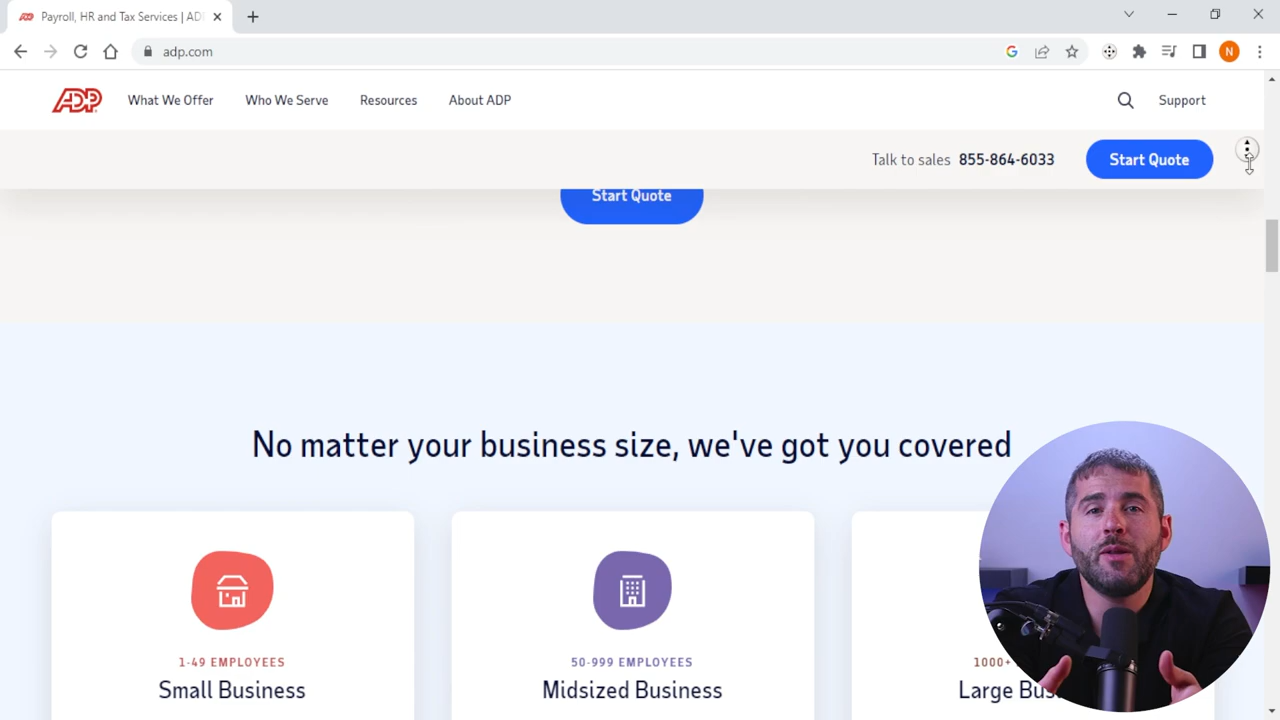 Payroll, HR and Tax Services | AD
adp.com
N
ADP
What We Offer
Who We Serve
Resources
About ADP
Support
Talk to sales 855-864-6033
Start Quote
Start Quote
No matter your business size, we've got you covered
1-49 EMPLOYEES
Small Business
50-999 EMPLOYEES
Midsized Business
1000+
Large Bus